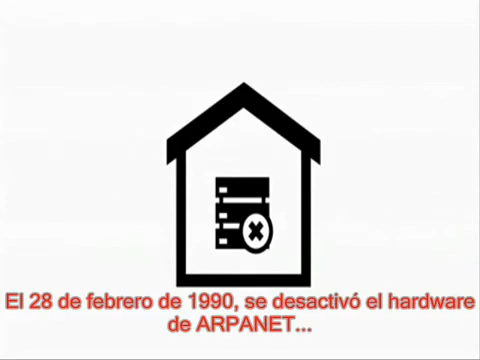 El 28 de febrero de 1990, se desactivó el hardware
de ARPANET...